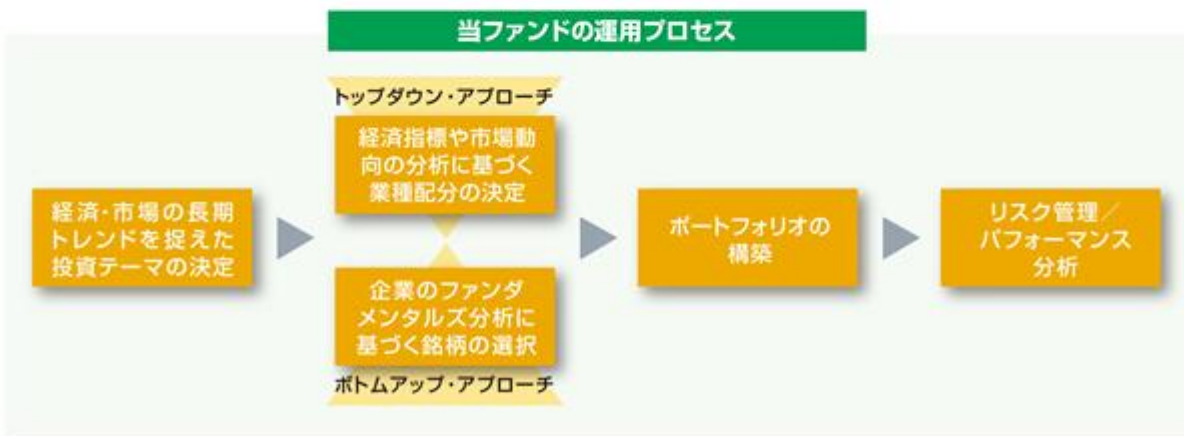 当ファンドの運用プロセス
経済・市場の長期
トレンドを捉えた
投資テーマの決定
トップダウン・アプローチ
経済指標や市場動
向の分析に基づく
業種配分の決定
企業のファンダ
メンタルズ分析に
基づく銘柄の選択
ボトムアップ・アプローチ
ポートフォリオの
構築
リスク管理／
パフォーマンス
分析